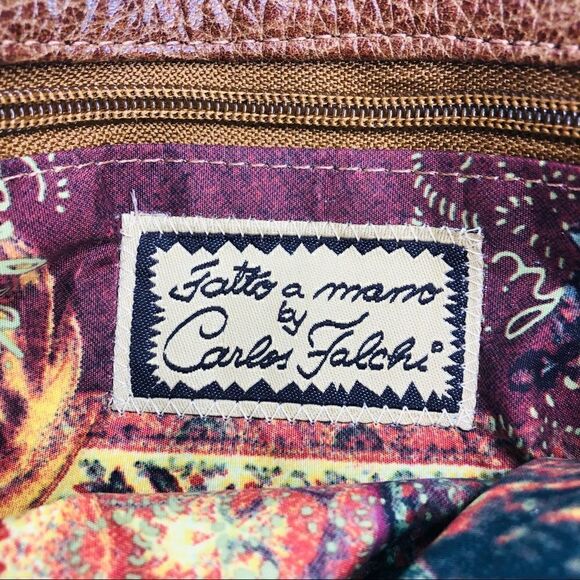 Fatto a mano
by
Carlos Falchi